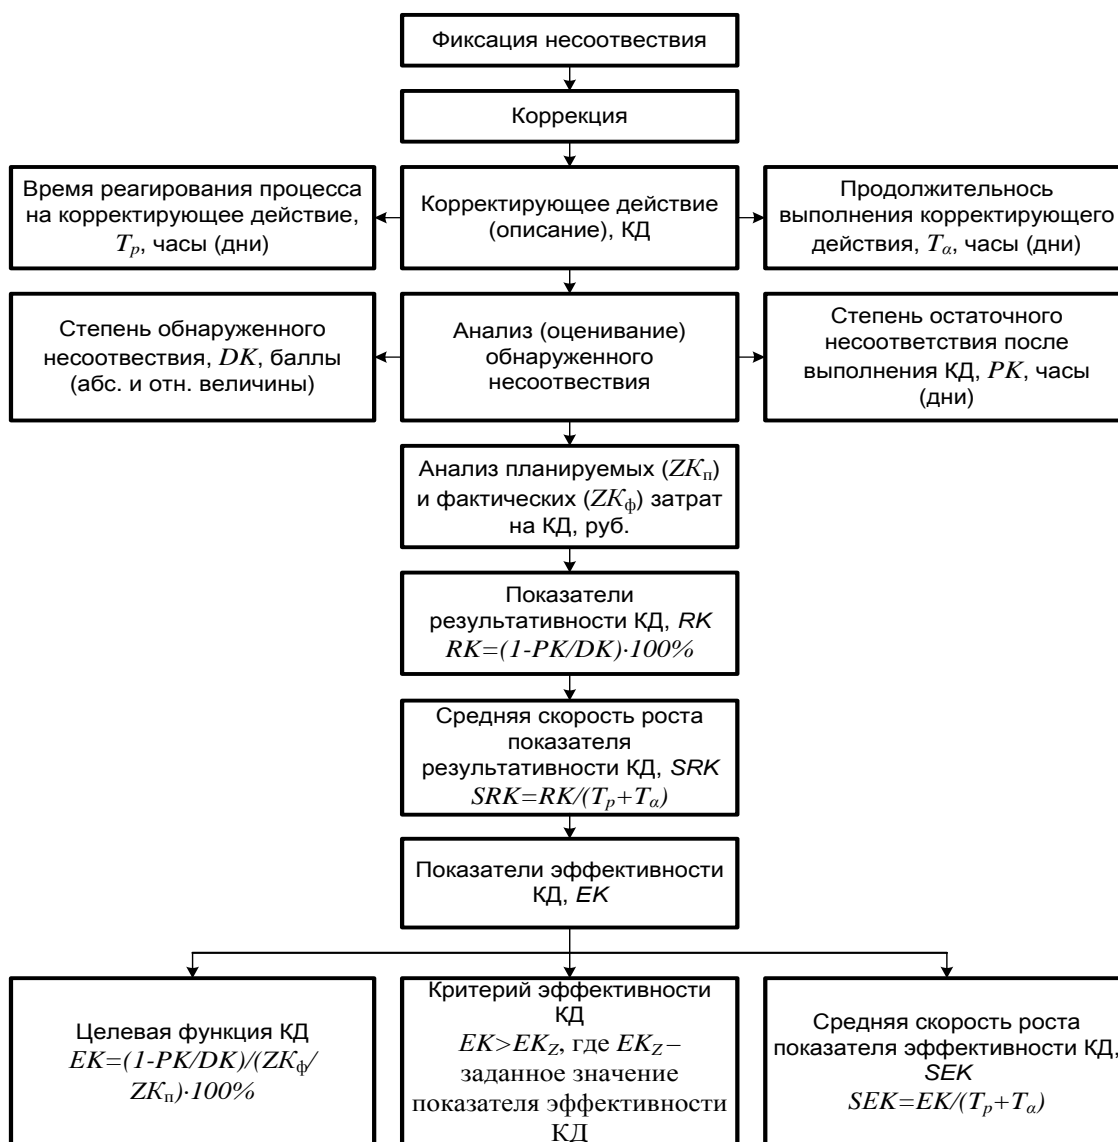 Фиксация несоотвествия
Коррекция
Время реагирования процесса
на корректирующее действие,
Tр, часы (дни)
Корректирующее действие
(описание), КД
Продолжительнось
выполнения корректирующего
действия, Tα, часы (дни)
Степень обнаруженного
несоотвествия, DK, баллы
(абс. и отн. величины)
Анализ (оценивание)
обнаруженного
несоотвествия
Степень остаточного
несоответствия после
выполнения КД, PK, часы
(дни)
Анализ планируемых (ZKп)
и фактических (ZKф) затрат
на КД, руб.
Показатели
результативности КД, RK
RK=(1-PK/DK)·100%
Средняя скорость роста
показателя
результативности КД, SRK
SRK=RK/(Tр+Tα)
Показатели эффективности
КД, EK
Целевая функция КД
EK=(1-PK/DK)/(ZKф/
ZKп)·100%
Критерий эффективности
КД
EK>EKZ, где EKZ –
заданное значение
показателя эффективности
КД
Средняя скорость роста
показателя эффективности КД,
SEK
SEK=EK/(Tр+Tα)